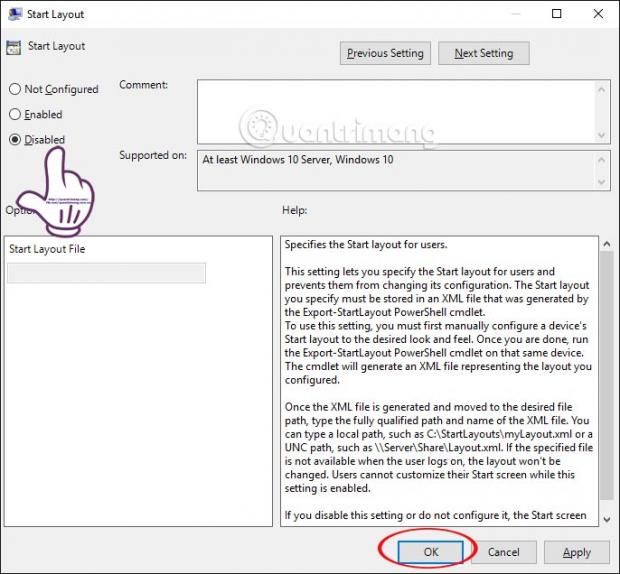 Start Layout
Start Layout
Previous Setting
Next Setting
Not Configured
Enabled
Disabled
Comment:
Quantrimang
Supported on:
At least Windows 10 Server, Windows 10
Help:
Start Layout File
Specifies the Start layout for users.
This setting lets you specify the Start layout for users and
prevents them from changing its configuration. The Start layout
you specify must be stored in an XML file that was generated by
the Export-StartLayout PowerShell cmdlet.
To use this setting, you must first manually configure a device's
Start layout to the desired look and feel. Once you are done, run
the Export-StartLayout PowerShell cmdlet on that same device.
The cmdlet will generate an XML file representing the layout you
configured.
Once the XML file is generated and moved to the desired file
path, type the fully qualified path and name of the XML file. You
can type a local path, such as C:\StartLayouts\myLayout.xml or a
UNC path, such as \\Server\Share\Layout.xml. If the specified file
is not available when the user logs on, the layout won't be
changed. Users cannot customize their Start screen while this
setting is enabled.
If you disable this setting or do not configure it, the Start screen
OK
Cancel
Apply